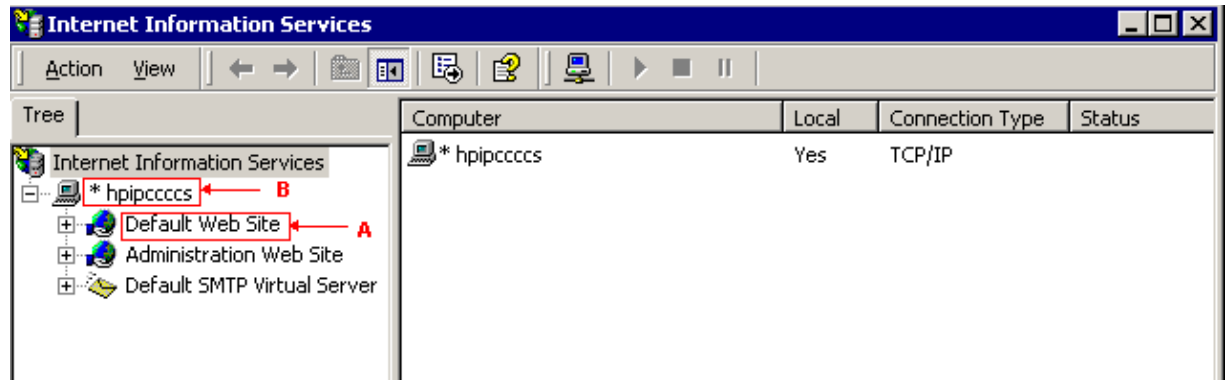 Internet Information Services
Action View
Tree
Computer Local Connection Type Status
Internet Information Services
* hpipccccs B
Default Web Site A
Administration Web Site
Default SMTP Virtual Server
* hpipccccs Yes TCP/IP